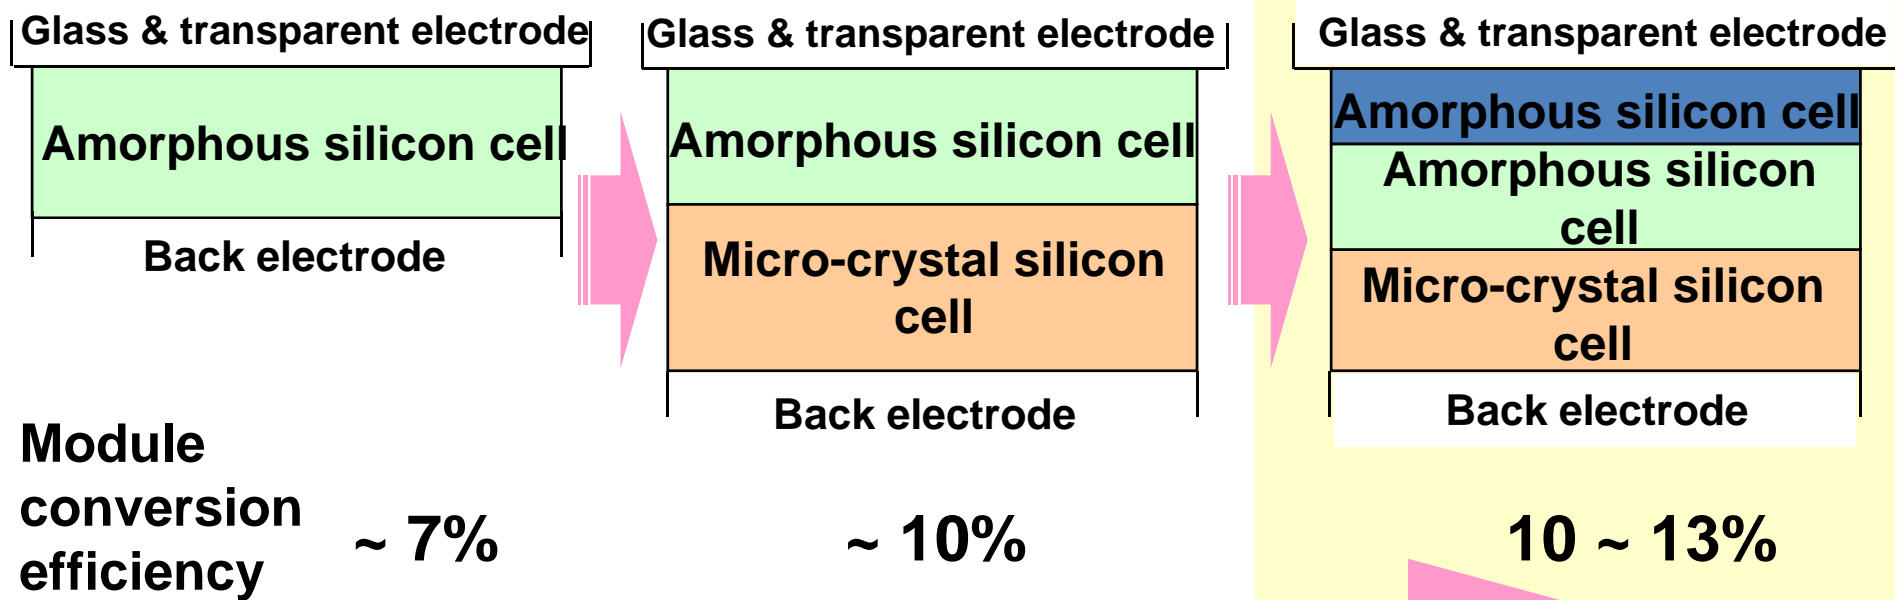 Glass & transparent electrode
Amorphous silicon cell
Back electrode
Glass & transparent electrode
Amorphous silicon cell
Micro-crystal silicon
cell
Back electrode
Glass & transparent electrode
Amorphous silicon cell
Amorphous silicon
cell
Micro-crystal silicon
cell
Back electrode
Module
conversion
efficiency
~ 7%
~ 10%
10 ~ 13%